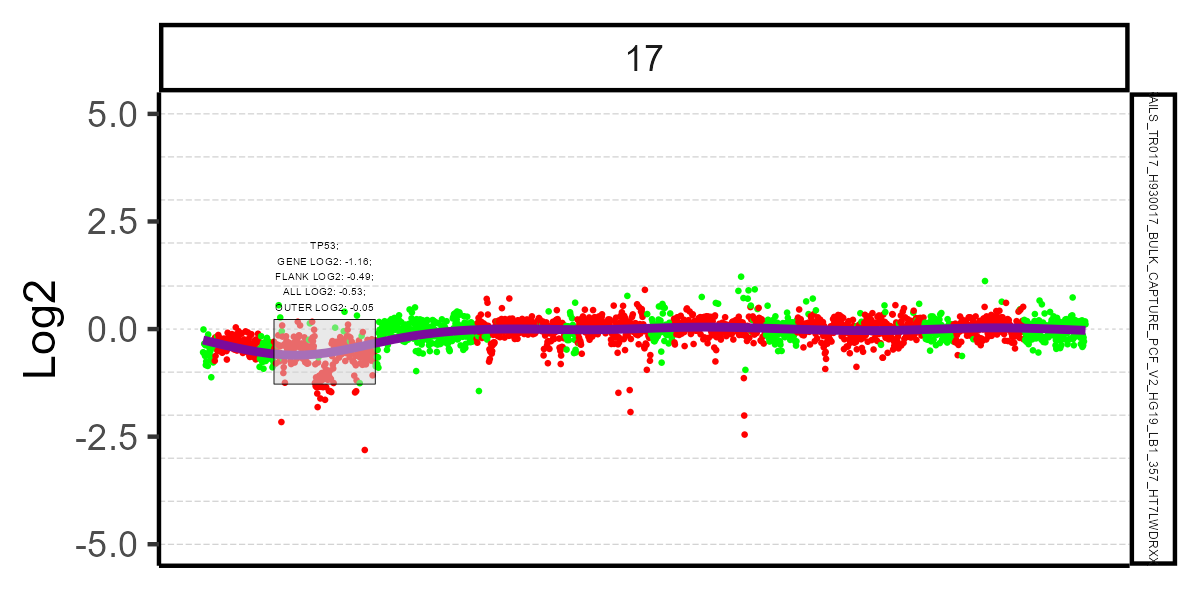 17
5.0
2.5
0.0
-2.5
-5.0
Log2
TP53;
GENE LOG2: -1.16;
FLANK LOG2: -0.49;
ALL LOG2: -0.53;
OUTER LOG2: -0.05
AILS_TR017_H930017_BULK_CAPTURE_PCF_V2_HG19_LB1_357_HT7LWDRX